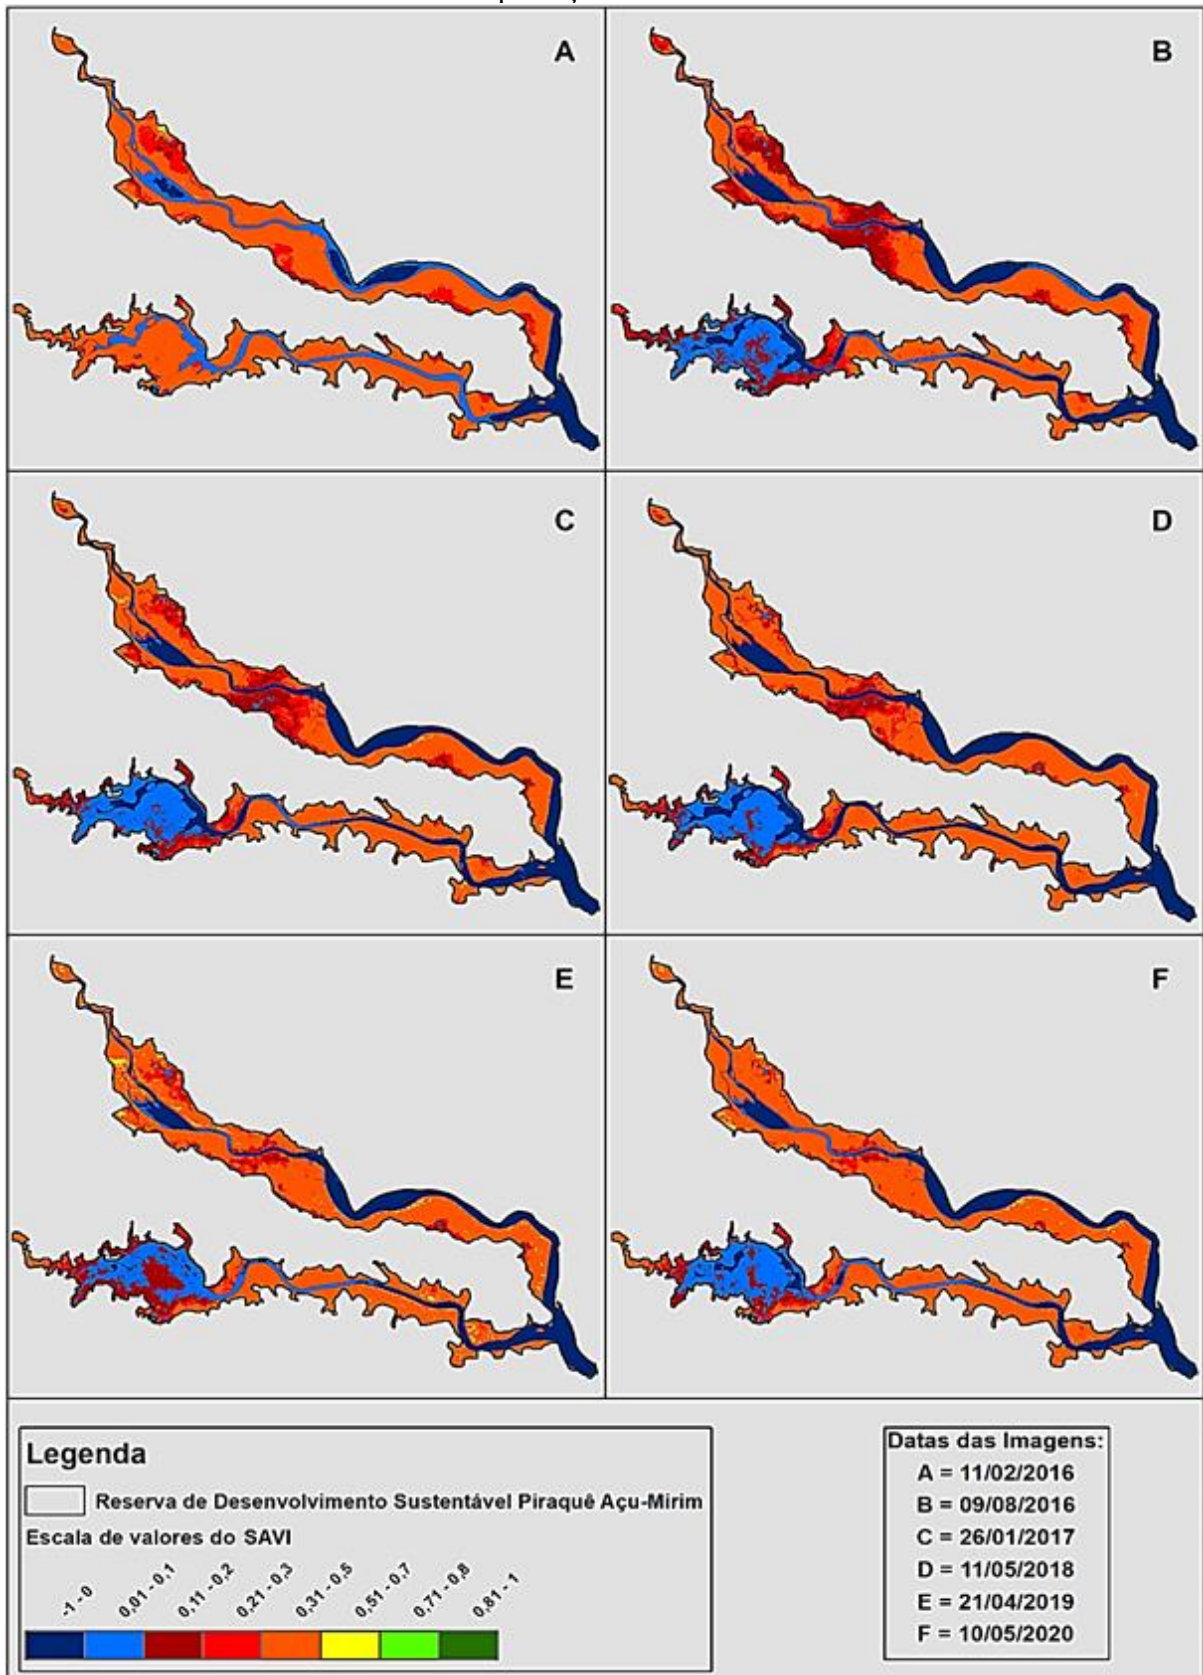 A
B
C
D
E
F
Legenda
Reserva de Desenvolvimento Sustentável Piraquê Açu-Mirim
Escala de valores do SAVI
-1 - 0
0,01 - 0,1
0,11 - 0,2
0,21 - 0,3
0,31 - 0,5
0,51 - 0,7
0,71 - 0,8
0,81 - 1
Datas das Imagens:
A = 11/02/2016
B = 09/08/2016
C = 26/01/2017
D = 11/05/2018
E = 21/04/2019
F = 10/05/2020